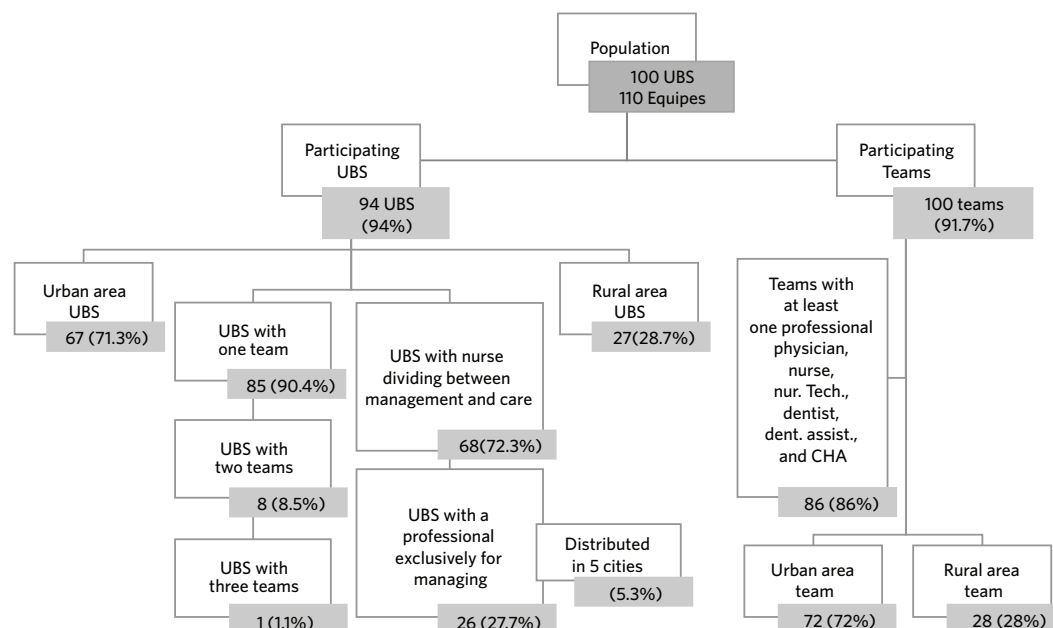 Population
100 UBS
110 Equipes
Participating
UBS
94 UBS
(94%)
Participating
Teams
100 teams
(91.7%)
Urban area
UBS
67 (71.3%)
UBS with
one team
85 (90.4%)
UBS with
two teams
8 (8.5%)
UBS with
three teams
1 (1.1%)
UBS with nurse
dividing between
management and care
68(72.3%)
UBS with a
professional
exclusively for
managing
26 (27.7%)
Distributed
in 5 cities
(5.3%)
Rural area
UBS
27(28.7%)
Teams with
at least
one professional
physician,
nurse,
nur. Tech.,
dentist,
dent. assist.,
and CHA
86 (86%)
Urban area
team
72 (72%)
Rural area
team
28 (28%)